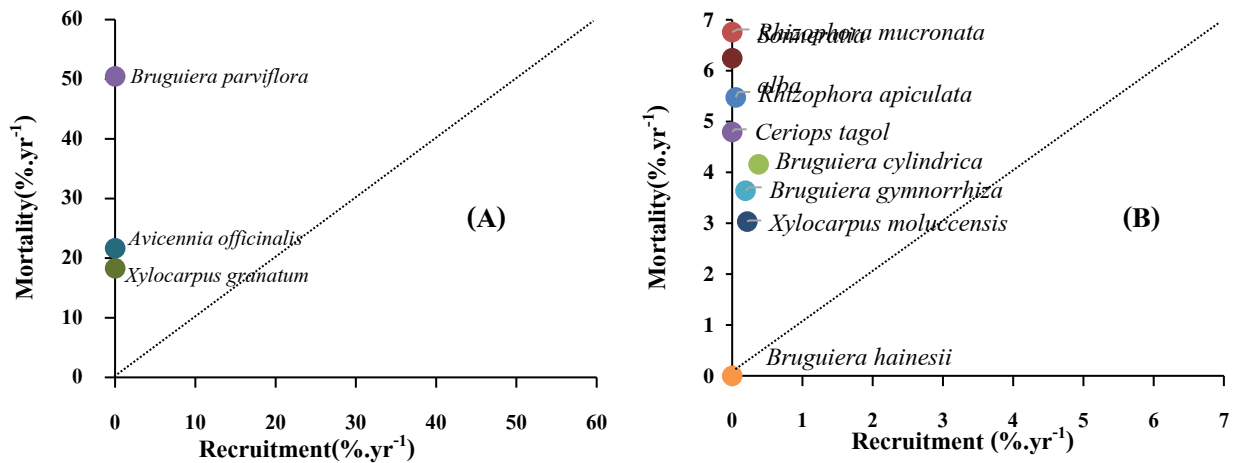 60
50
40
30
20
10
0
Mortality(%.yr-1)
Bruguiera parviflora
Avicennia officinalis
Xylocarpus granatum
(A)
0 10 20 30 40 50 60
Recruitment(%.yr-1)
7
6
5
4
3
2
1
0
Mortality(%.yr-1)
Rhizophora mucronata
Sonneratia
alba
Rhizophora apiculata
Ceriops tagol
Bruguiera cylindrica
Bruguiera gymnorrhiza
Xylocarpus moluccensis
(B)
Bruguiera hainesii
0 1 2 3 4 5 6 7
Recruitment (%.yr-1)